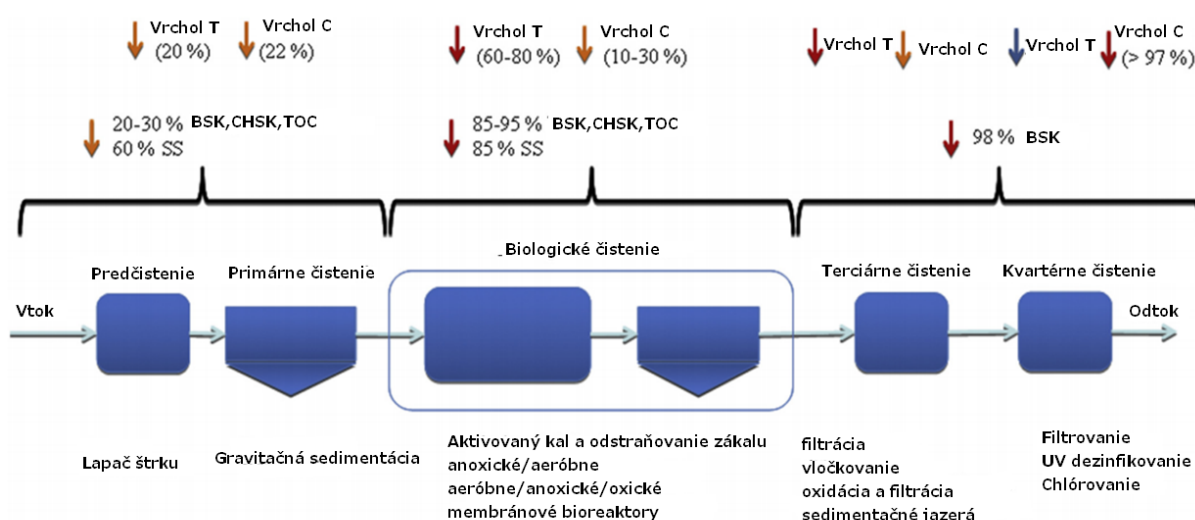 Vrchol T
(20 %)
Vrchol C
(22 %)
20-30 % BSK,CHSK,TOC
60 % SS
Vrchol T
(60-80 %)
Vrchol C
(10-30 %)
85-95 % BSK,CHSK,TOC
85 % SS
Vrchol T
Vrchol C
Vrchol T
Vrchol C
(> 97 %)
98 % BSK
Vtok
Predčistenie
Primárne čistenie
Biologické čistenie
Terciárne čistenie
Kvartérne čistenie
Odtok
Lapač štrku
Gravitačná sedimentácia
Aktivovaný kal a odstraňovanie zákalu
anoxické/aeróbne
aeróbne/anoxické/oxické
membránové bioreaktory
filtrácia
vločkovanie
oxidácia a filtrácia
sedimentačné jazerá
Filtrovanie
UV dezinfikovanie
Chlórovanie